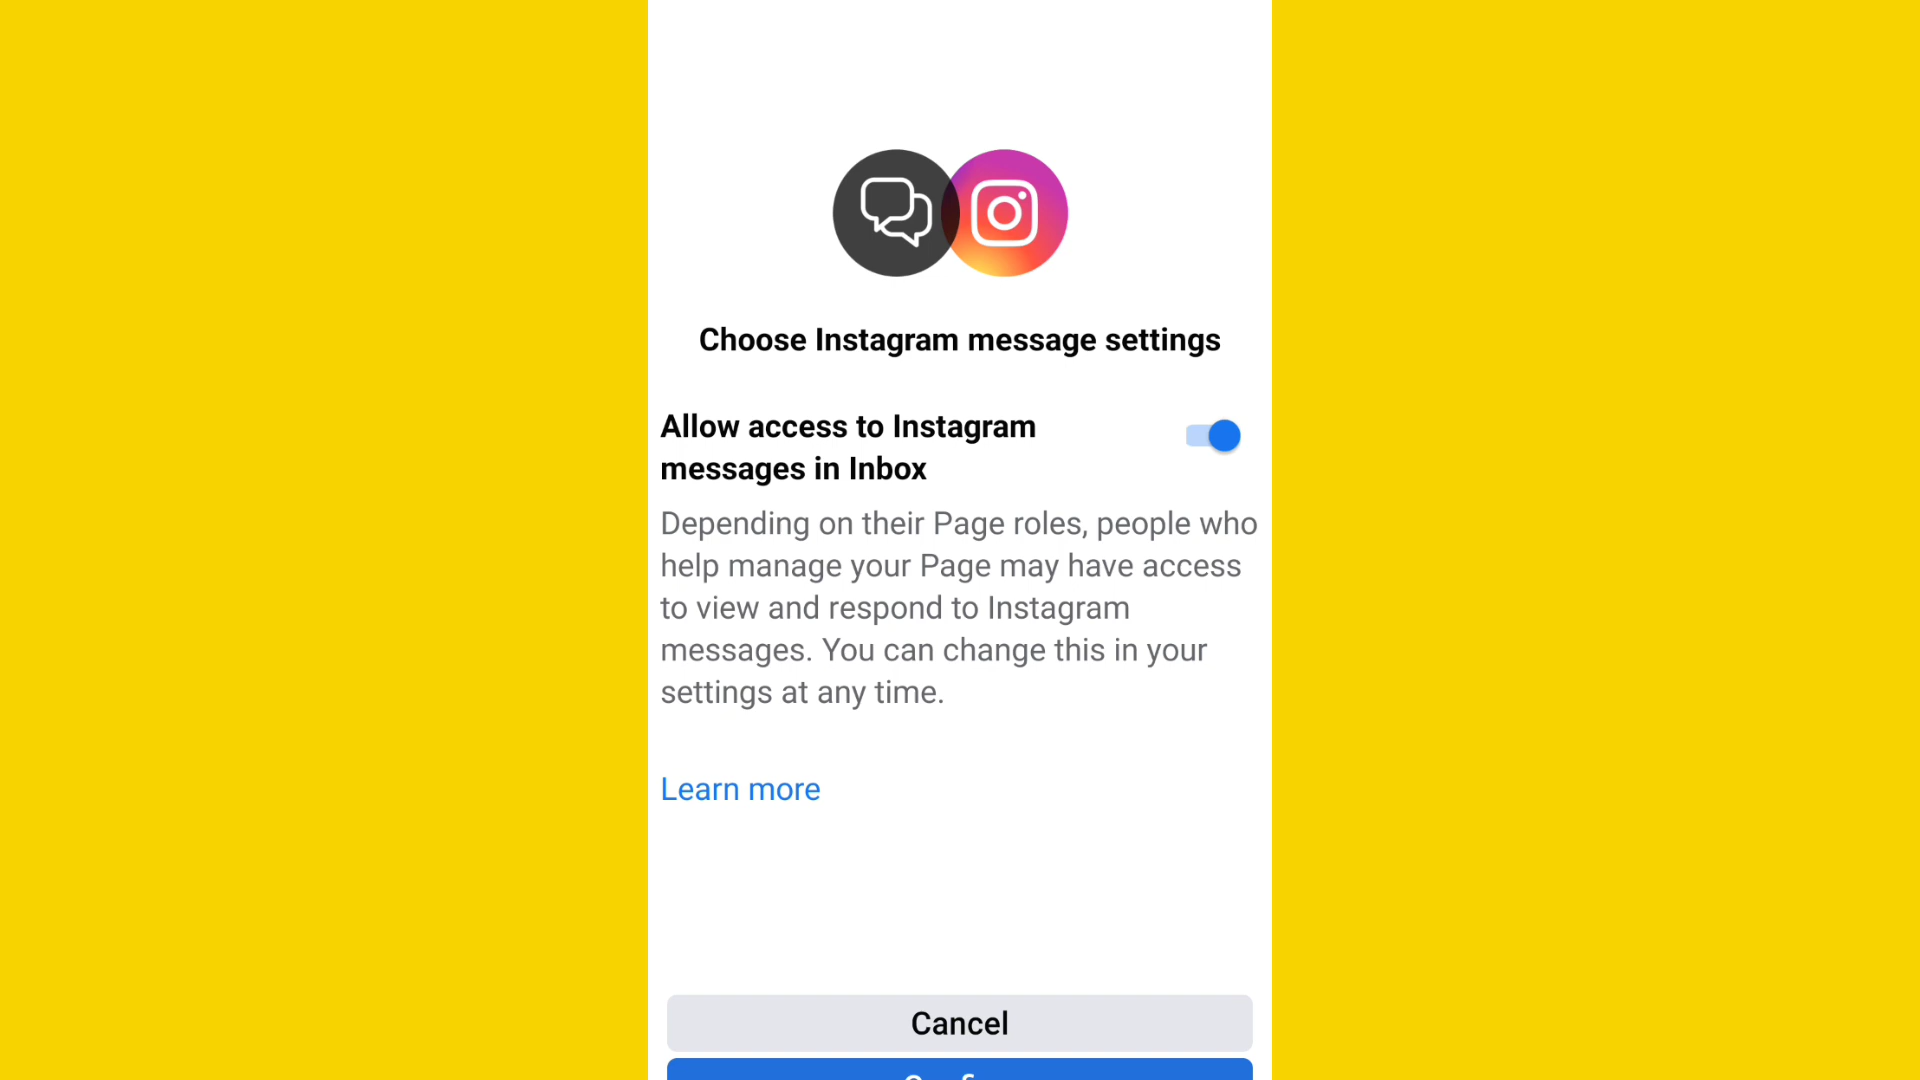 Choose Instagram message settings
Allow access to Instagram
messages in Inbox
Depending on their Page roles, people who
help manage your Page may have access
to view and respond to Instagram
messages. You can change this in your
settings at any time.
Learn more
Cancel